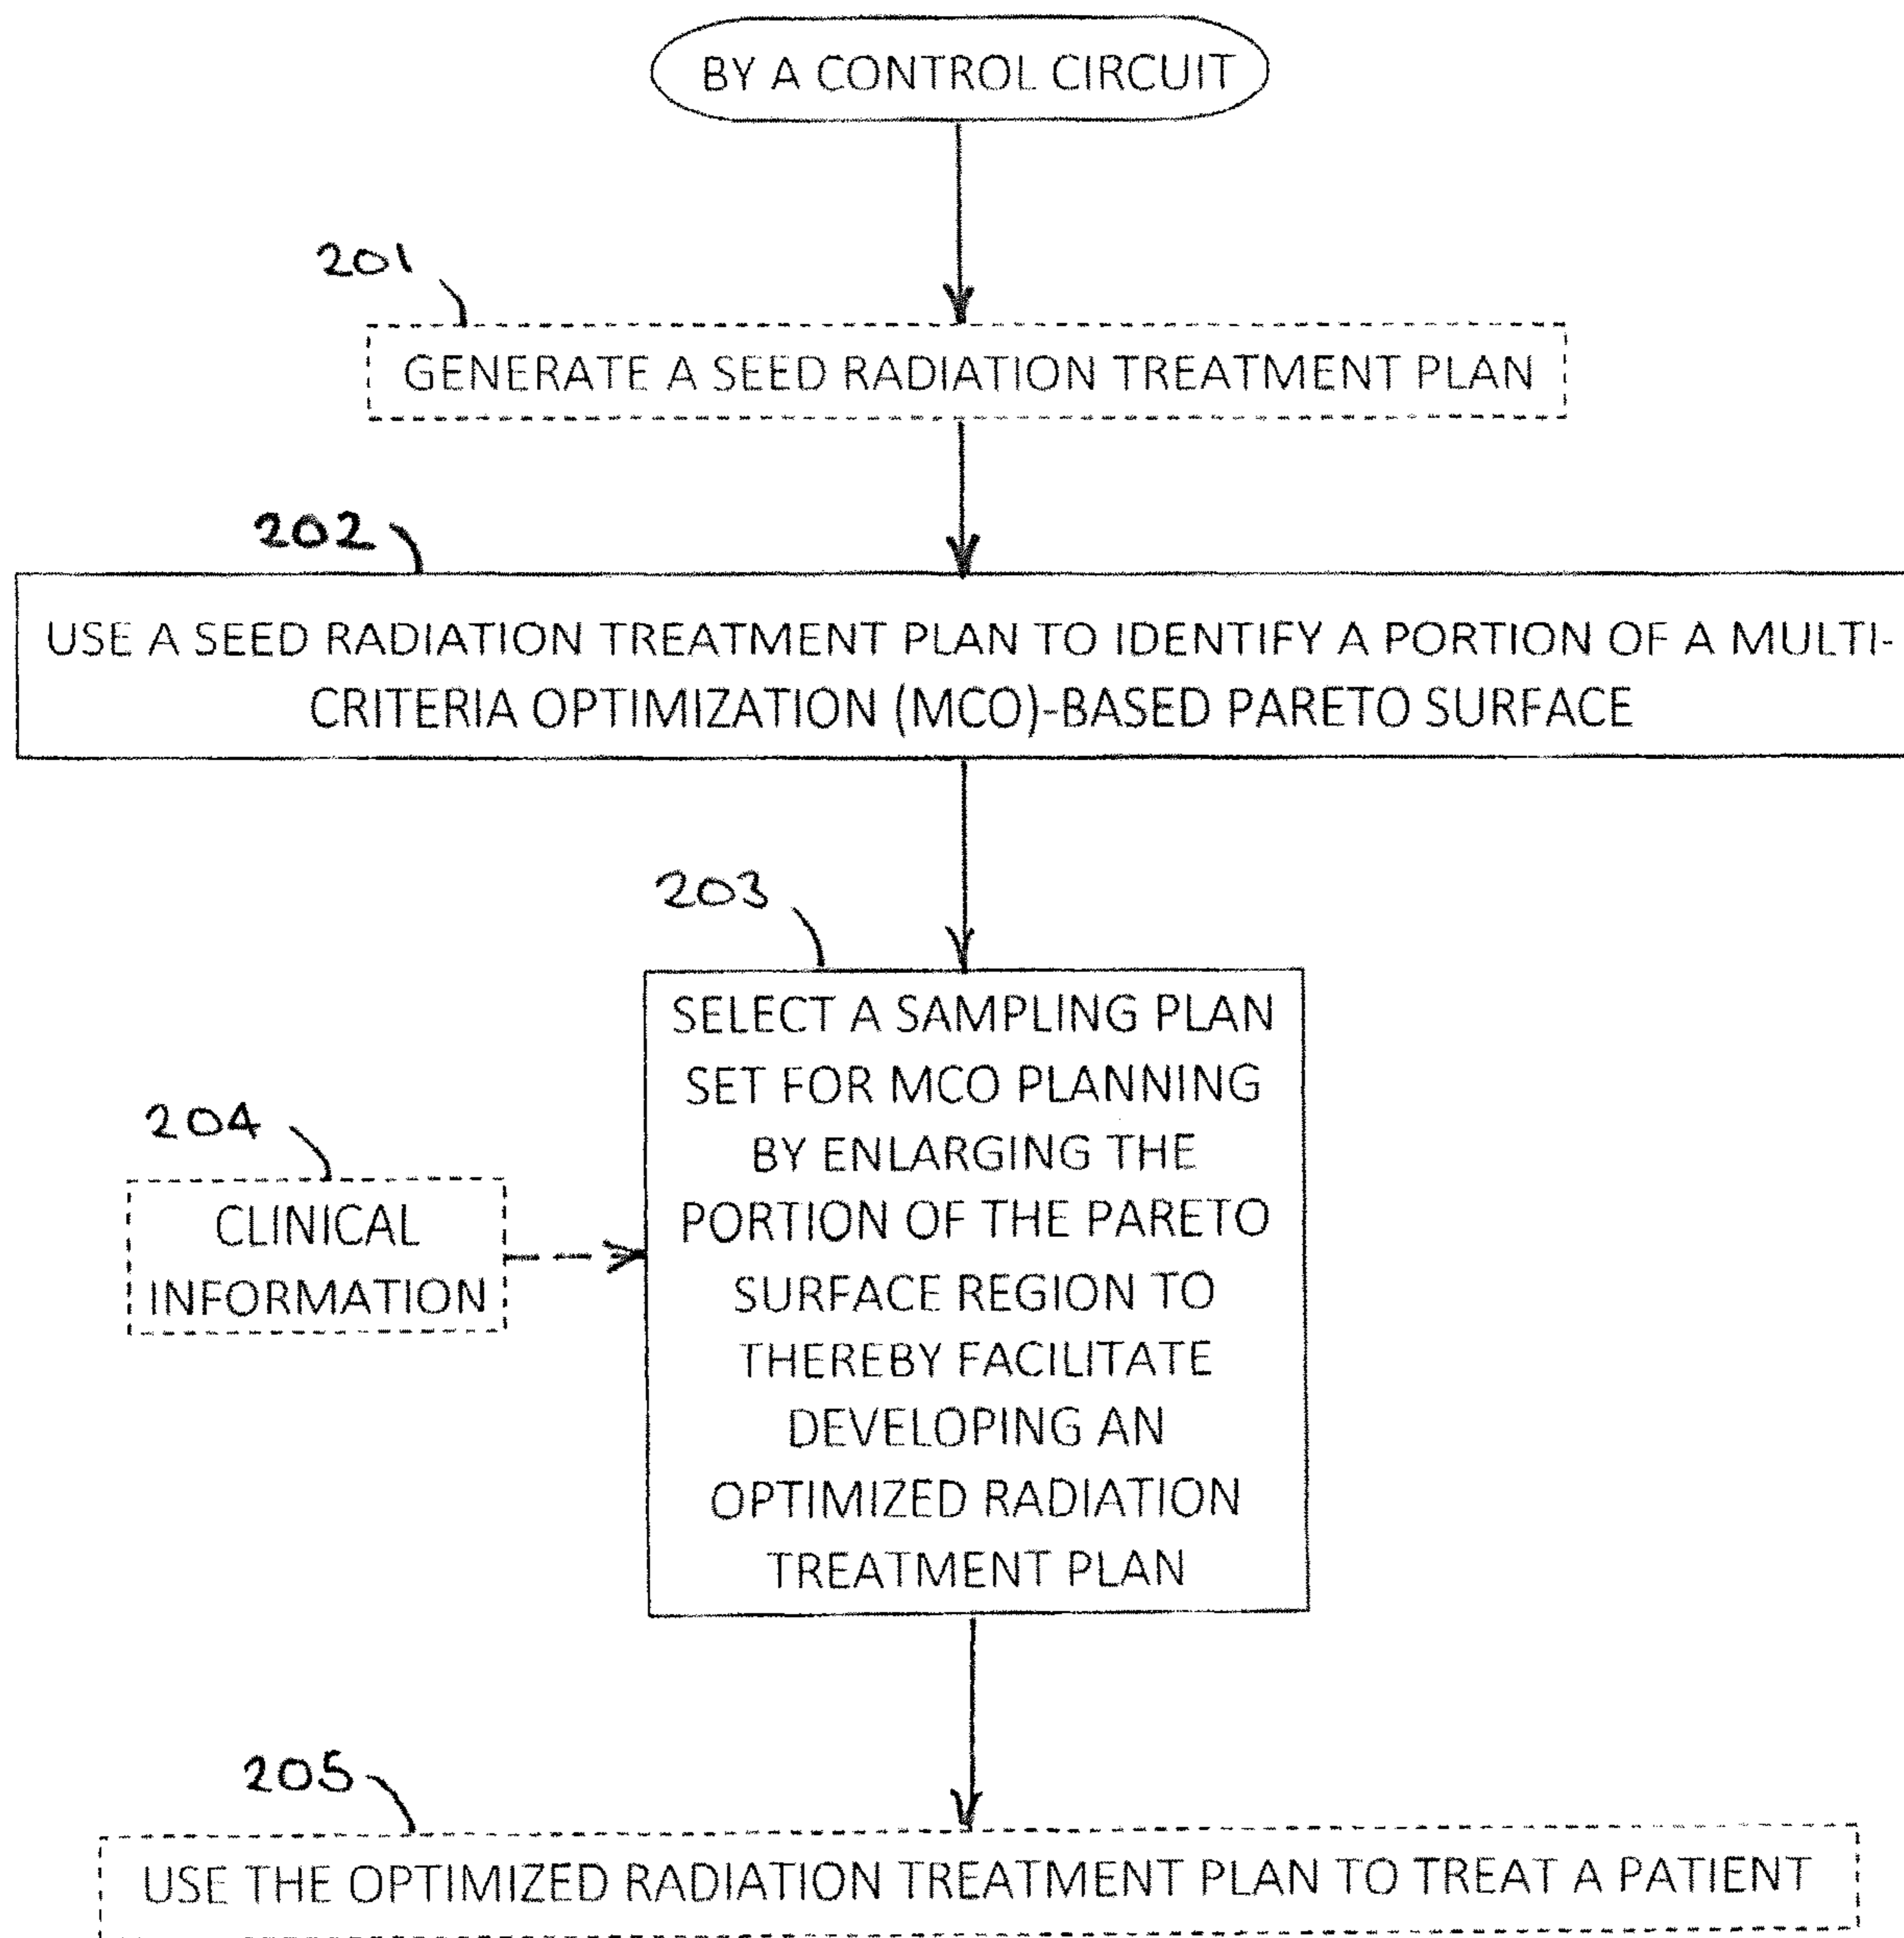 BY A CONTROL CIRCUIT
201
GENERATE A SEED RADIATION TREATMENT PLAN
202
USE A SEED RADIATION TREATMENT PLAN TO IDENTIFY A PORTION OF A MULTI-
CRITERIA OPTIMIZATION (MCO)-BASED PARETO SURFACE
203
SELECT A SAMPLING PLAN
SET FOR MCO PLANNING
BY ENLARGING THE
PORTION OF THE PARETO
SURFACE REGION TO
THEREBY FACILITATE
DEVELOPING AN
OPTIMIZED RADIATION
TREATMENT PLAN
204
CLINICAL
INFORMATION
205
USE THE OPTIMIZED RADIATION TREATMENT PLAN TO TREAT A PATIENT